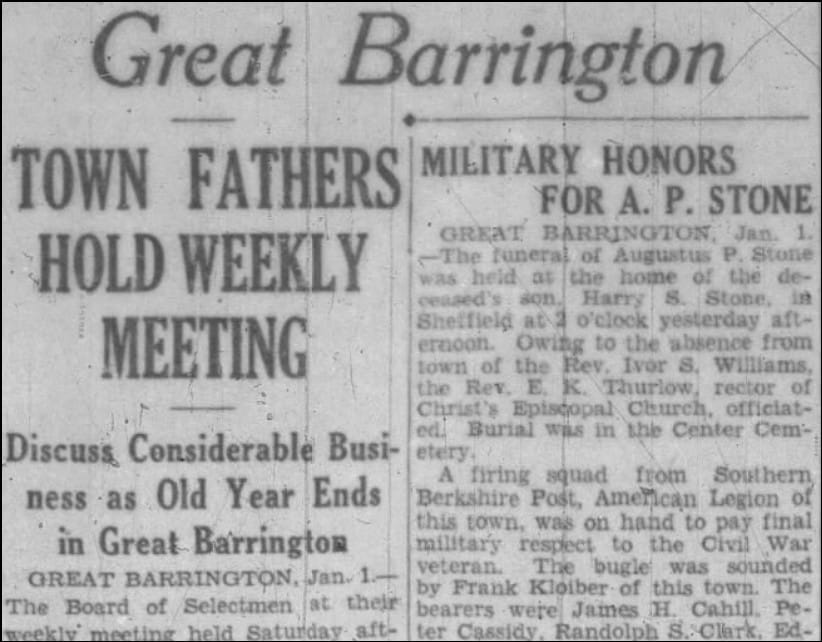 Great Barrington
TOWN FATHERS
HOLD WEEKLY
MEETING
Discuss Considerable Busi-
ness as Old Year Ends
in Great Barrington
GREAT BARRINGTON, Jan. 1.—
The Board of Selectmen at their
weekly meeting held Saturday aft-
MILITARY HONORS
FOR A. P. STONE
GREAT BARRINGTON, Jan. 1.
—The funeral of Augustus P. Stone
was held at the home of the de-
ceased's son, Harry S. Stone, in
Sheffield at 2 o'clock yesterday aft-
ernoon. Owing to the absence from
town of the Rev. Ivor S. Williams,
the Rev. E. K. Thurlow, rector of
Christ's Episcopal Church, officiat-
ed. Burial was in the Center Cem-
etery.
A firing squad from Southern
Berkshire Post, American Legion of
this town, was on hand to pay final
military respect to the Civil War
veteran. The bugle was sounded
by Frank Kloiber of this town. The
bearers were James H. Cahill, Pe-
ter Cassidy, Randolph S. Clark, Ed-